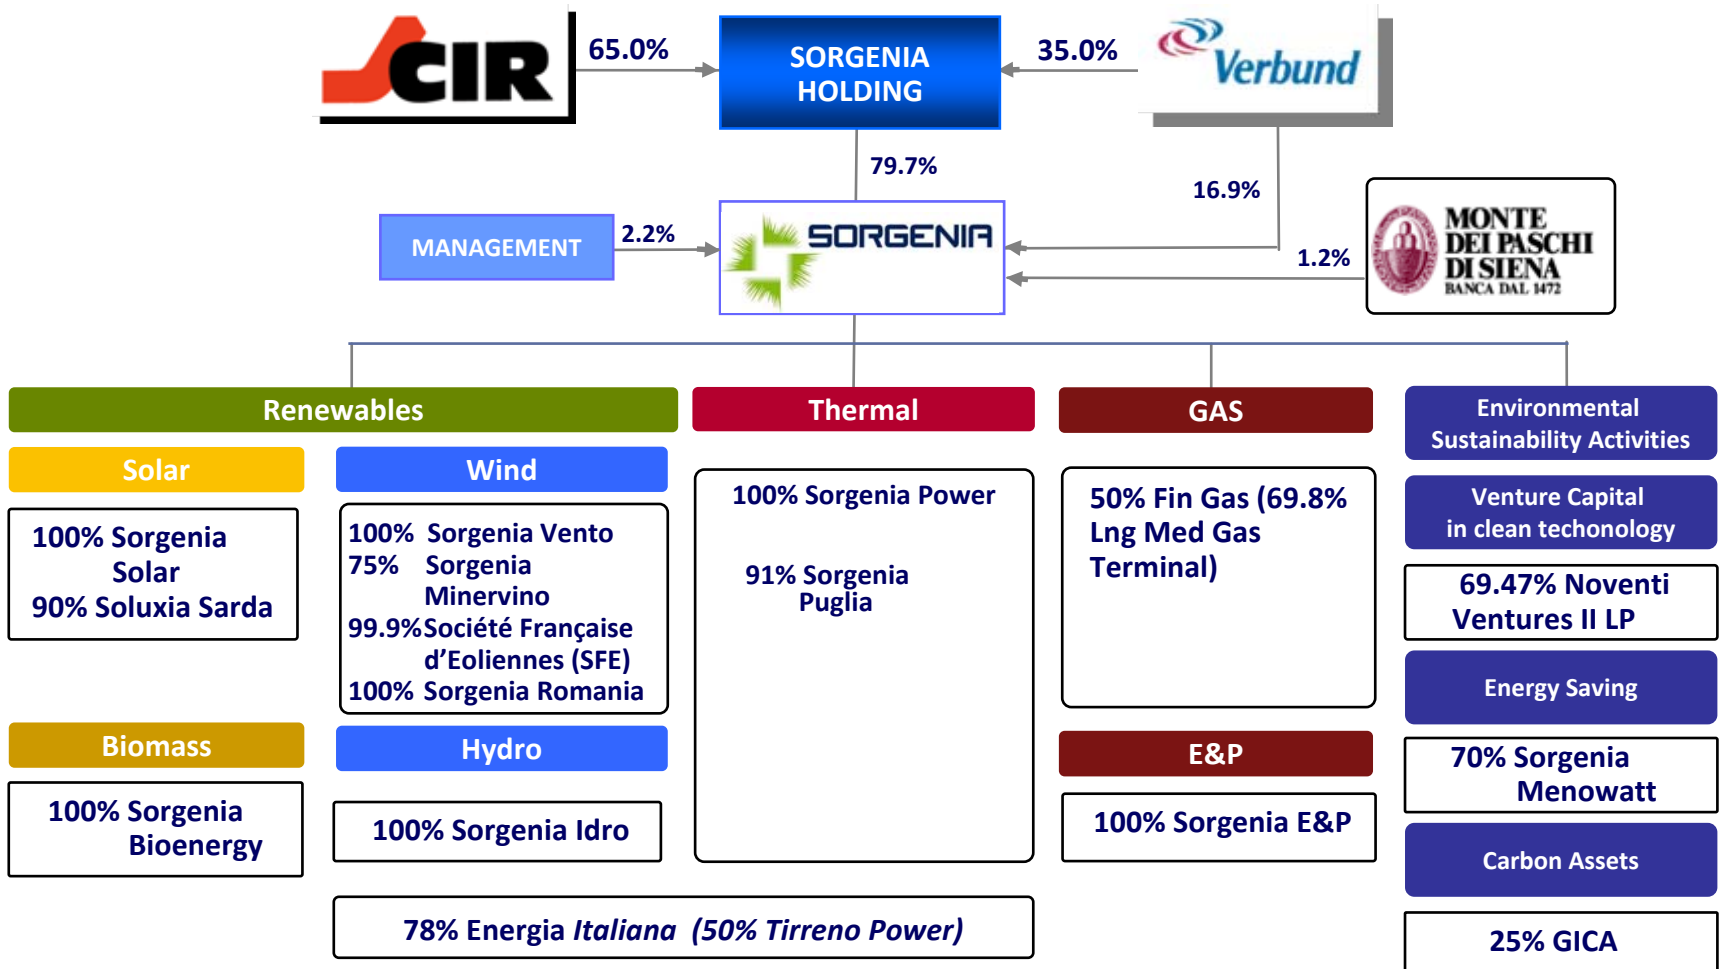 CIR
65.0%
SORGENIA
HOLDING
35.0%
Verbund
79.7%
16.9%
MANAGEMENT
2.2%
SORGENIA
1.2%
MONTE
DEI PASCHI
DI SIENA
BANCA DAL 1472
Renewables
Thermal
GAS
Environmental
Sustainability Activities
Solar
100% Sorgenia
Solar
90% Soluxia Sarda
Wind
100% Sorgenia Vento
75% Sorgenia
Minervino
99.9%Société Française
d’Eoliennes (SFE)
100% Sorgenia Romania
100% Sorgenia Power
91% Sorgenia
Puglia
50% Fin Gas (69.8%
Lng Med Gas
Terminal)
Venture Capital
in clean techonology
69.47% Noventi
Ventures II LP
Energy Saving
70% Sorgenia
Menowatt
Carbon Assets
25% GICA
Biomass
100% Sorgenia
Bioenergy
Hydro
100% Sorgenia Idro
E&P
100% Sorgenia E&P
78% Energia Italiana (50% Tirreno Power)